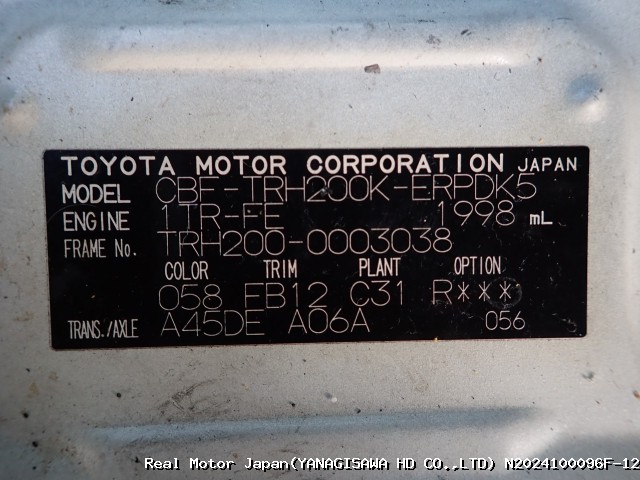 TOYOTA MOTOR CORPORATION JAPAN
MODEL CBF-TRH200K-ERPDK5
ENGINE 1TR-FE 1998 mL
FRAME No. TRH200-0003038
COLOR TRIM PLANT OPTION
058 FB12 C31 R***
TRANS./AXLE A45DE A06A 056
Real Motor Japan(YANAGISAWA HD CO.,LTD) N2024100096F-12